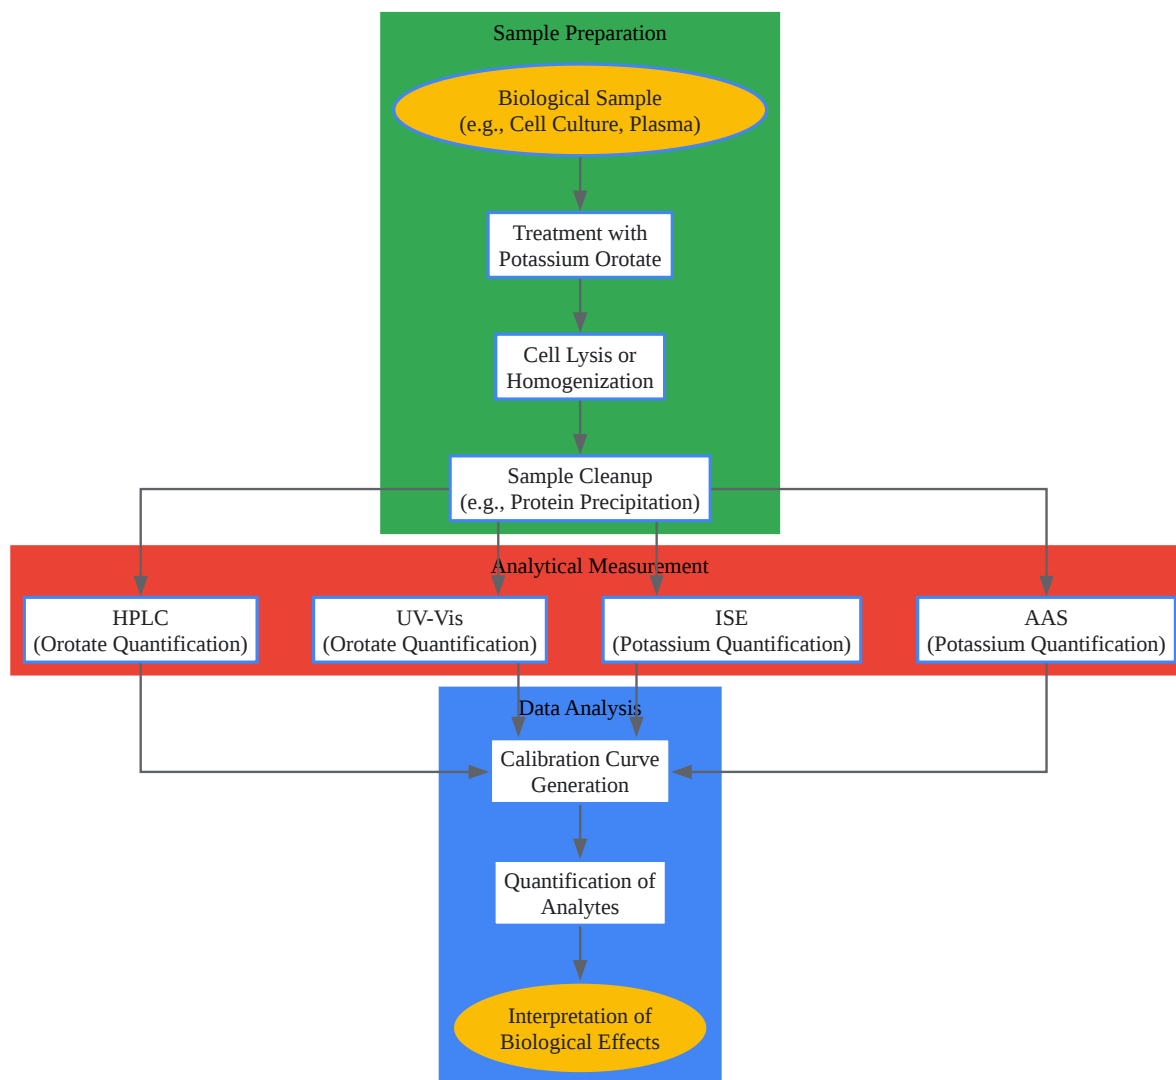 Sample Preparation
Biological Sample
(e.g., Cell Culture, Plasma)
Treatment with
Potassium Orotate
Cell Lysis or
Homogenization
Sample Cleanup
(e.g., Protein Precipitation)
Analytical Measurement
HPLC
(Orotate Quantification)
UV-Vis
(Orotate Quantification)
ISE
(Potassium Quantification)
AAS
(Potassium Quantification)
Data Analysis
Calibration Curve
Generation
Quantification of
Analytes
Interpretation of
Biological Effects